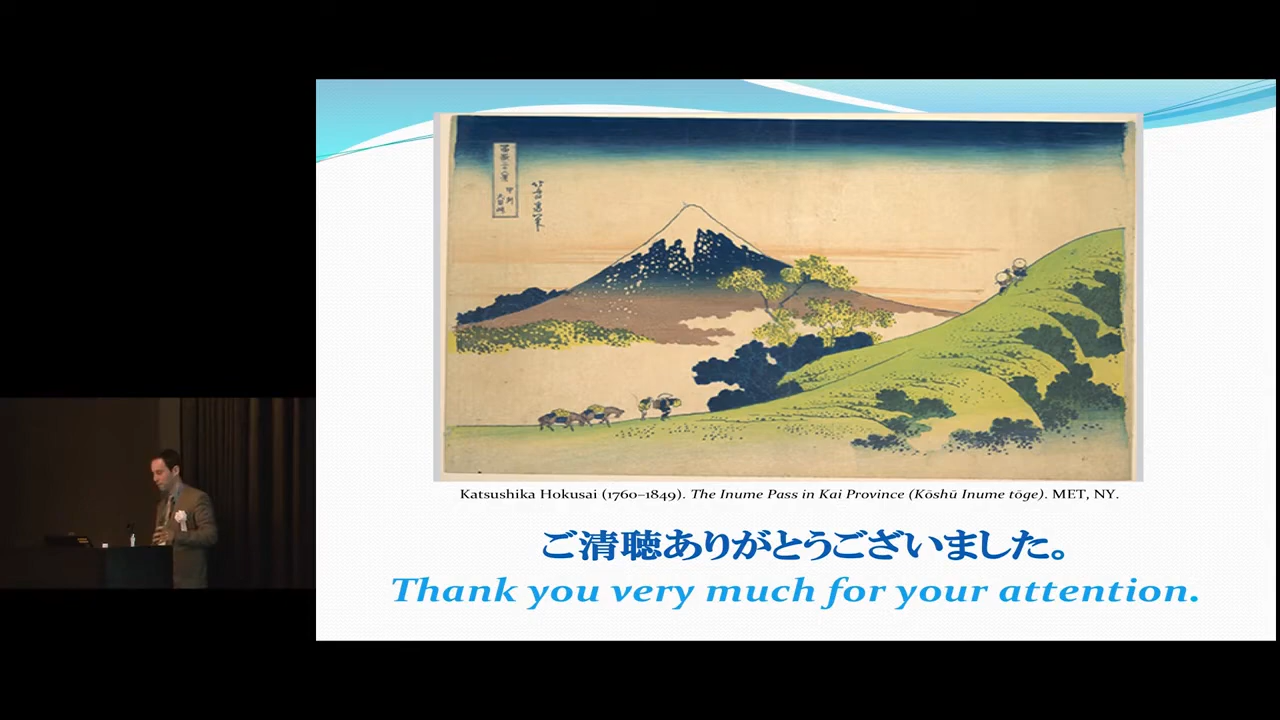 Katsushika Hokusai (1760–1849). The Inume Pass in Kai Province (Kōshū Inume tōge). MET, NY.
ご清聴ありがとうございました。
Thank you very much for your attention.